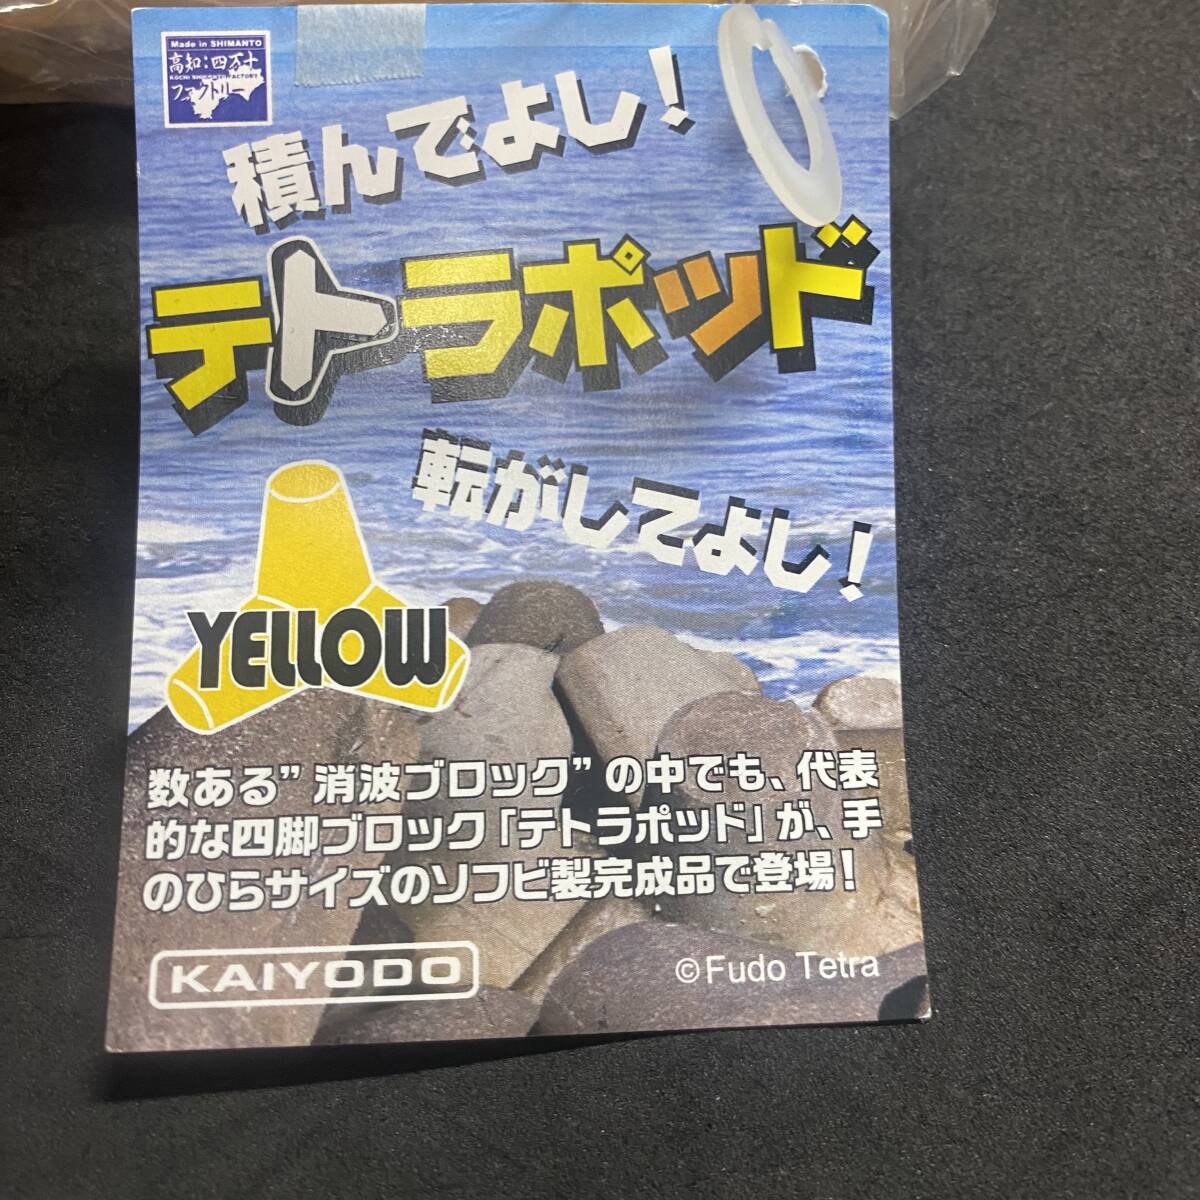 Made in SHIMANTO
高知:四万十
KOCHI SHIMANTO FACTORY
ファクトリー
積んでよし!
テトラポッド
転がしてよし!
YELLOW
数ある"消波ブロック"の中でも、代表
的な四脚ブロック「テトラポッド」が、手
のひらサイズのソフビ製完成品で登場!
KAIYODO
©Fudo Tetra